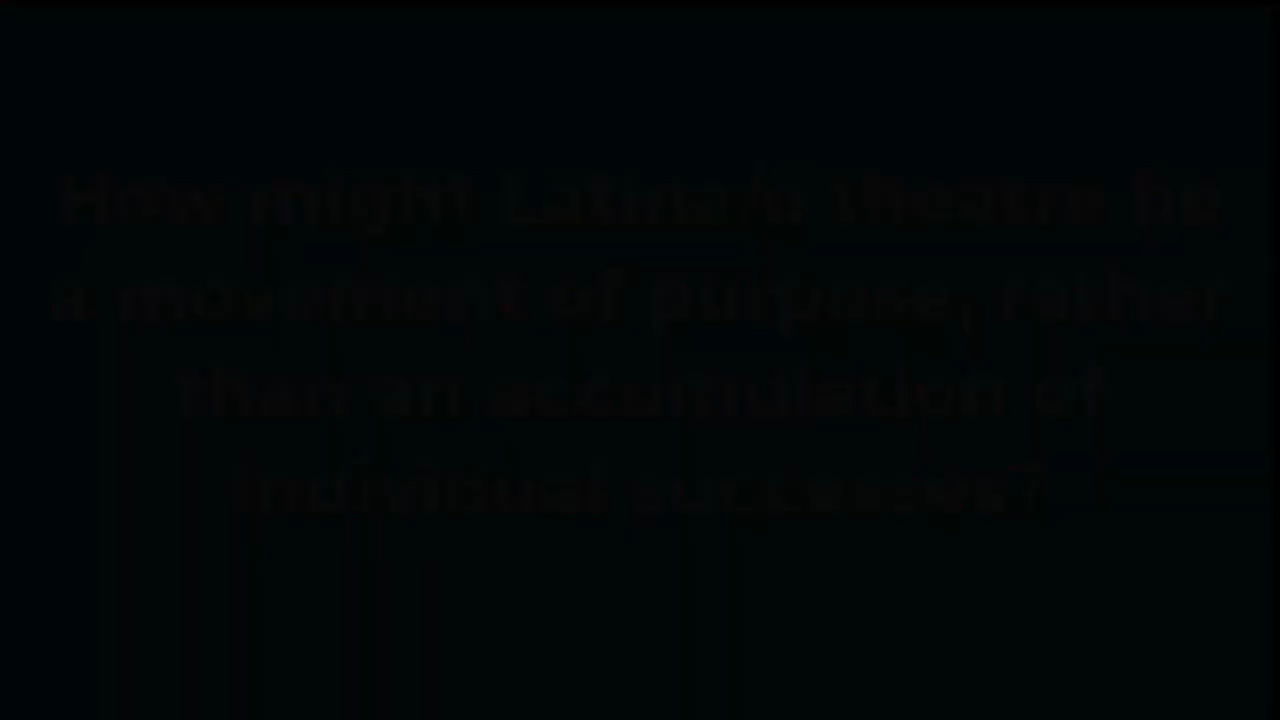 How might Latina/o theatre be
a movement of purpose, rather
than an accumulation of
individual successes?